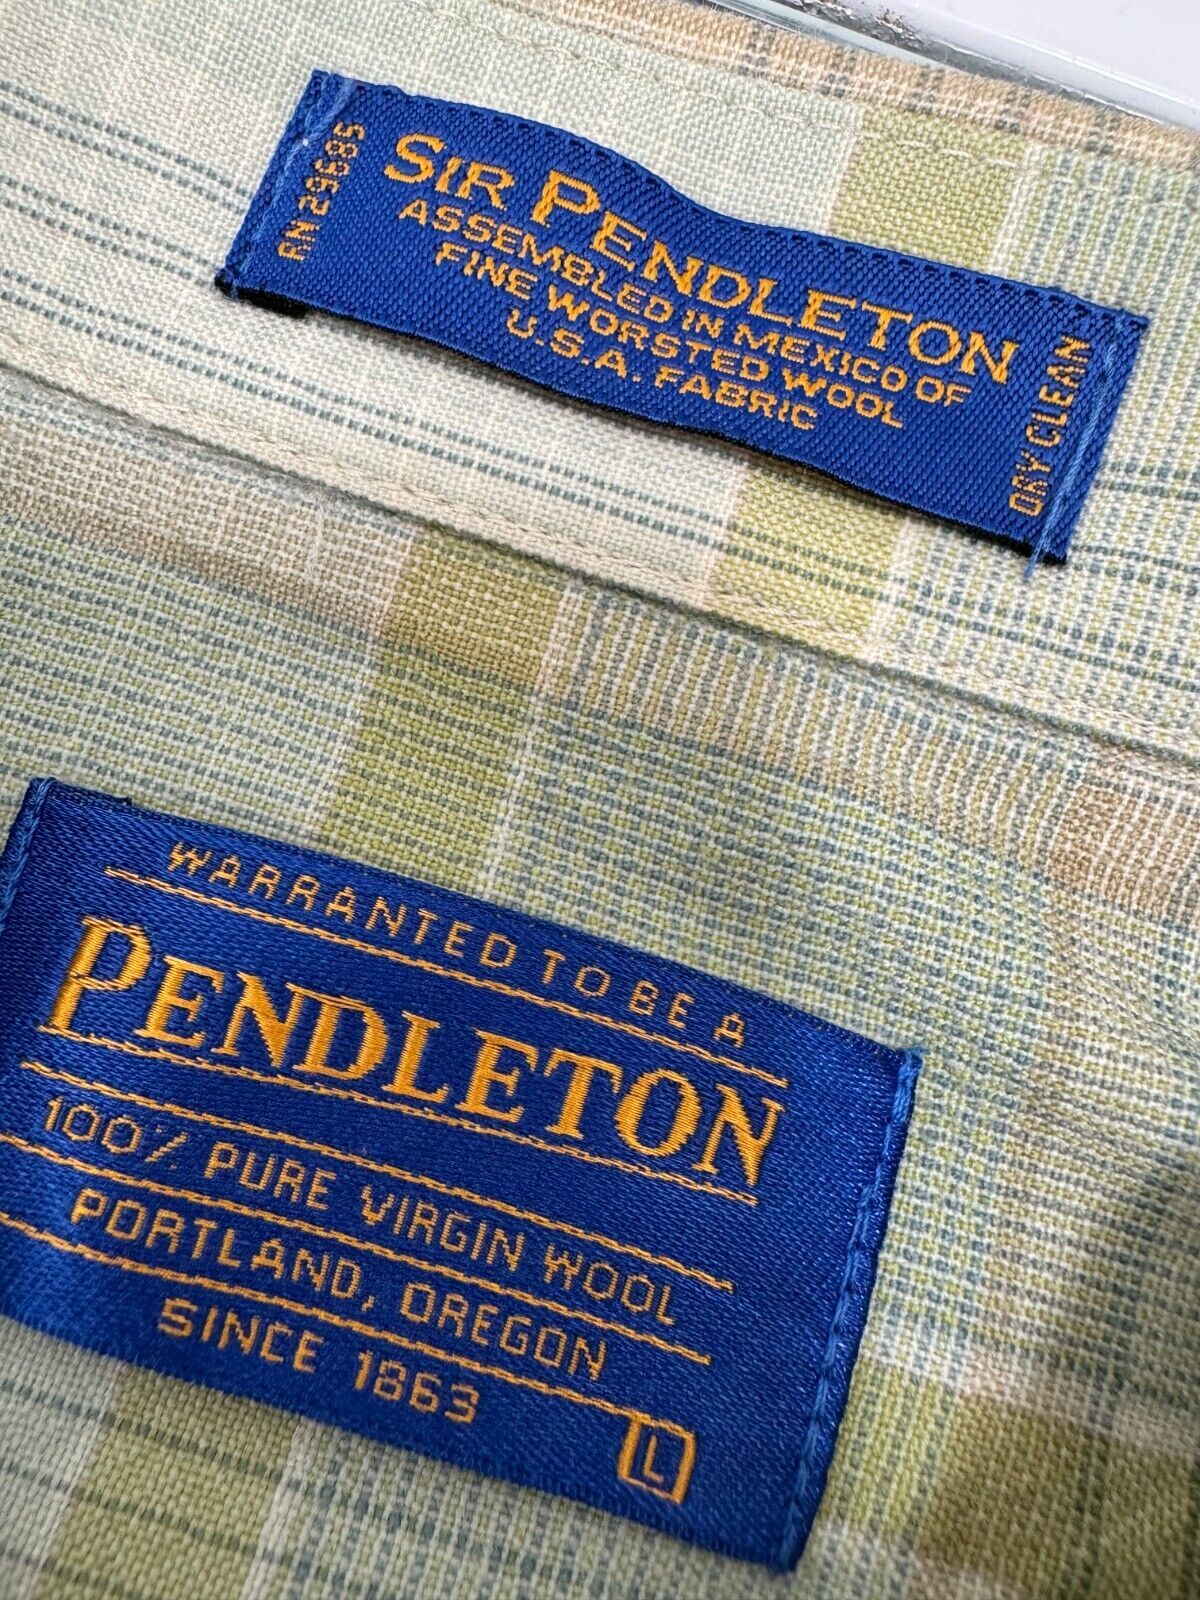 RN 29685
SIR PENDLETON
ASSEMBLED IN MEXICO OF
FINE WORSTED WOOL
U.S.A. FABRIC
DRY CLEAN
WARRANTED TO BE A
PENDLETON
100% PURE VIRGIN WOOL
PORTLAND, OREGON
SINCE 1863
L